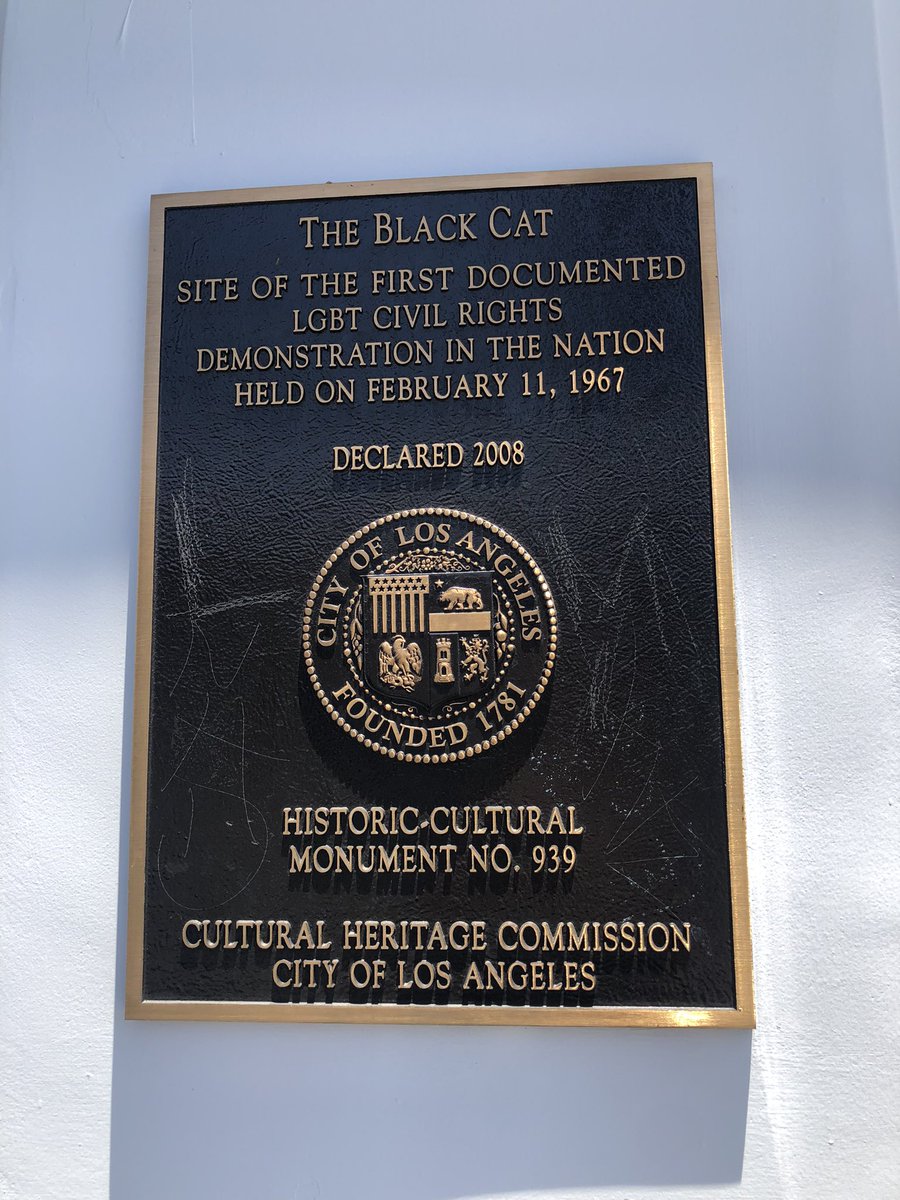 THE BLACK CAT
SITE OF THE FIRST DOCUMENTED
LGBT CIVIL RIGHTS
DEMONSTRATION IN THE NATION
HELD ON FEBRUARY 11, 1967
DECLARED 2008
CITY OF LOS ANGELES
FOUNDED 1781
HISTORIC-CULTURAL
MONUMENT NO. 939
CULTURAL HERITAGE COMMISSION
CITY OF LOS ANGELES